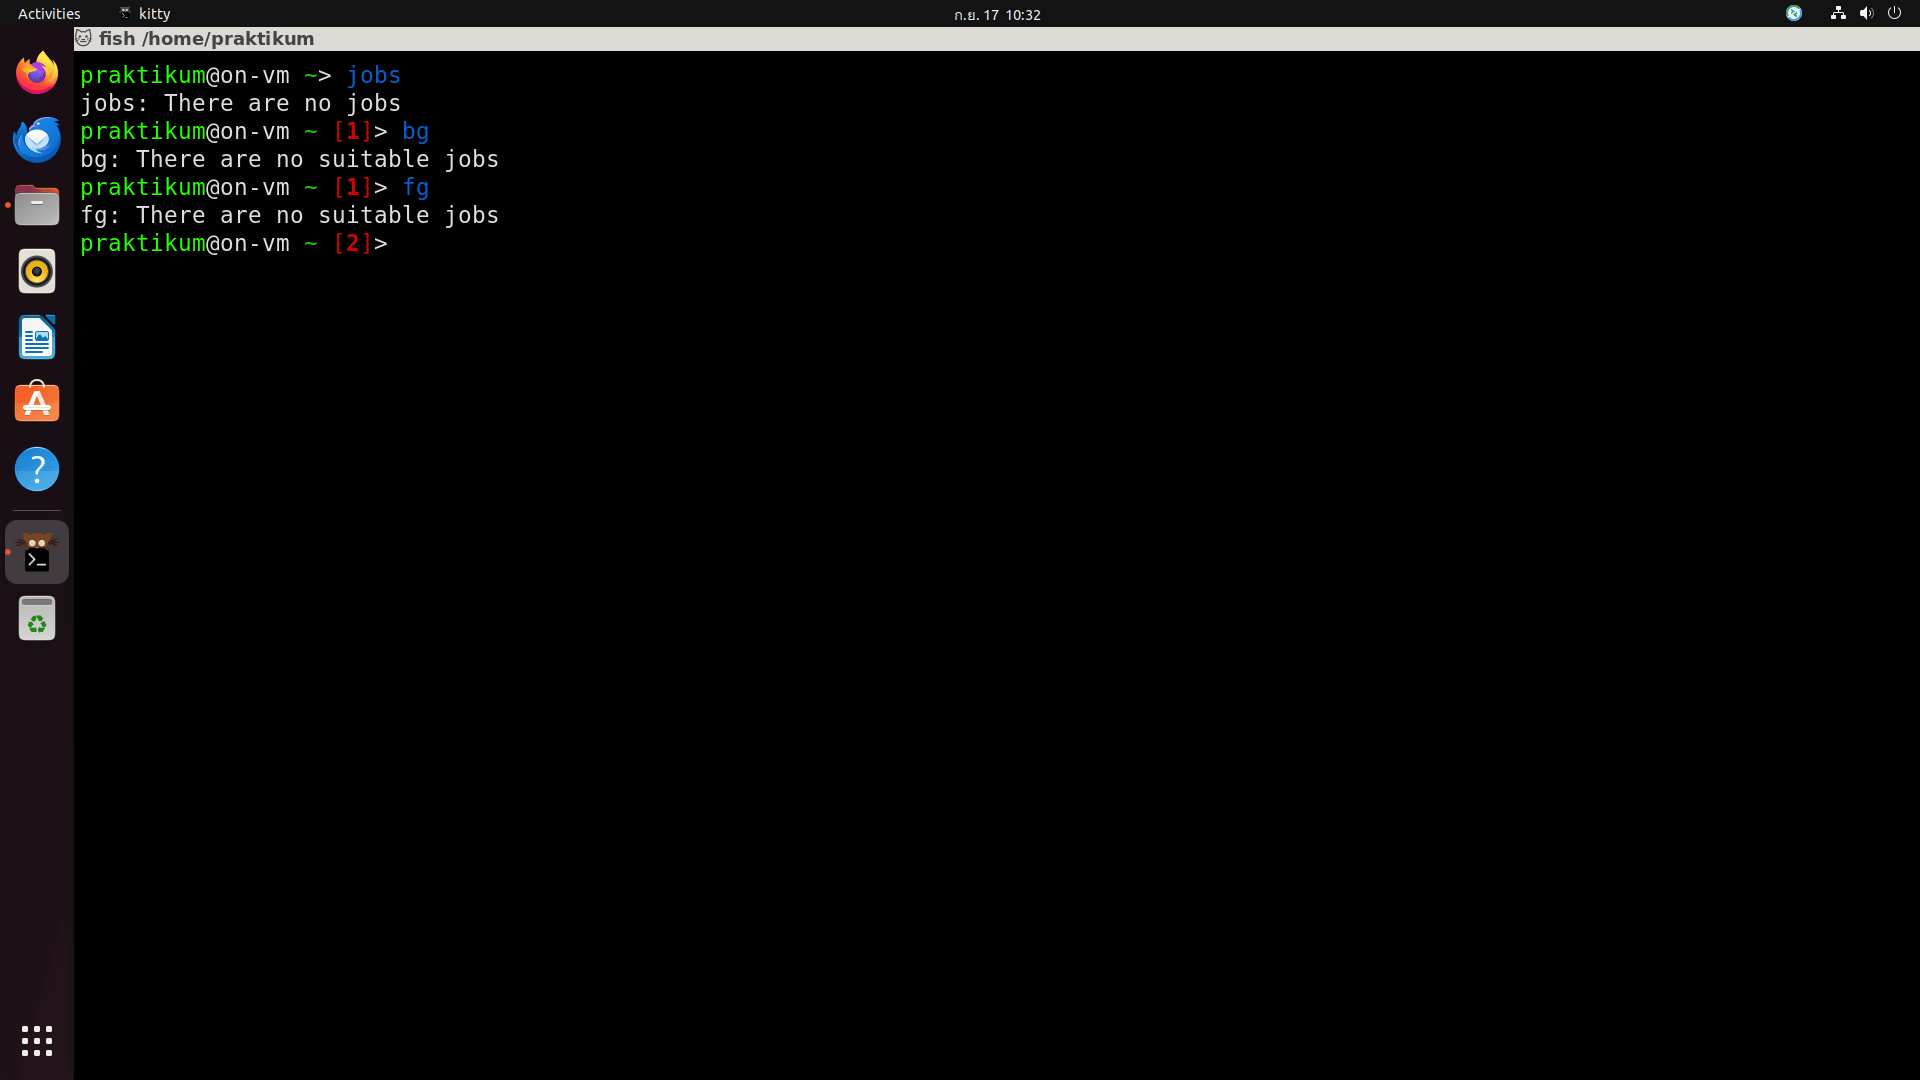 Activities kitty ก.ย. 17 10:32
fish /home/praktikum
praktikum@on-vm ~> jobs
jobs: There are no jobs
praktikum@on-vm ~ [1]> bg
bg: There are no suitable jobs
praktikum@on-vm ~ [1]> fg
fg: There are no suitable jobs
praktikum@on-vm ~ [2]>